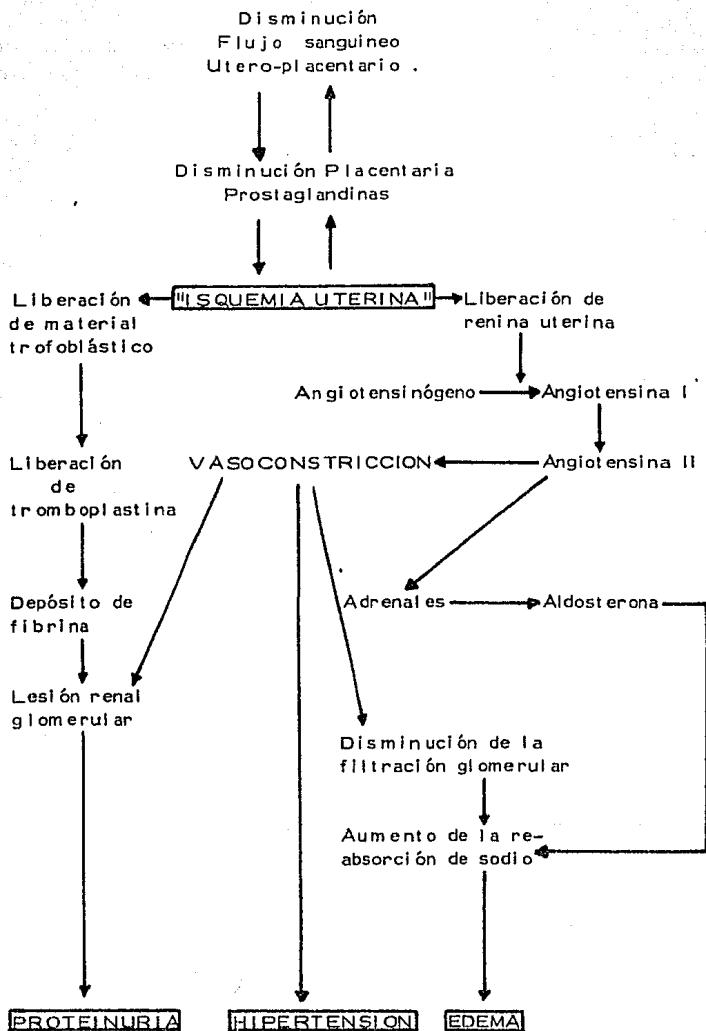 Disminución
Flujo sanguineo
Utero-placentario .
Disminución Placentaria
Prostaglandinas
"ISQUEMIA UTERINA"
Liberación
de material
trofoblástico
Liberación de
renina uterina
Angiotensinógeno
Angiotensina I
Liberación
de
tromboplastina
VASOCONSTRICCION
Angiotensina II
Depósito de
fibrina
Adrenales
Aldosterona
Lesión renal
glomerular
Disminución de la
filtración glomerular
Aumento de la re-
absorción de sodio
PROTEINURIA
HIPERTENSION
EDEMA